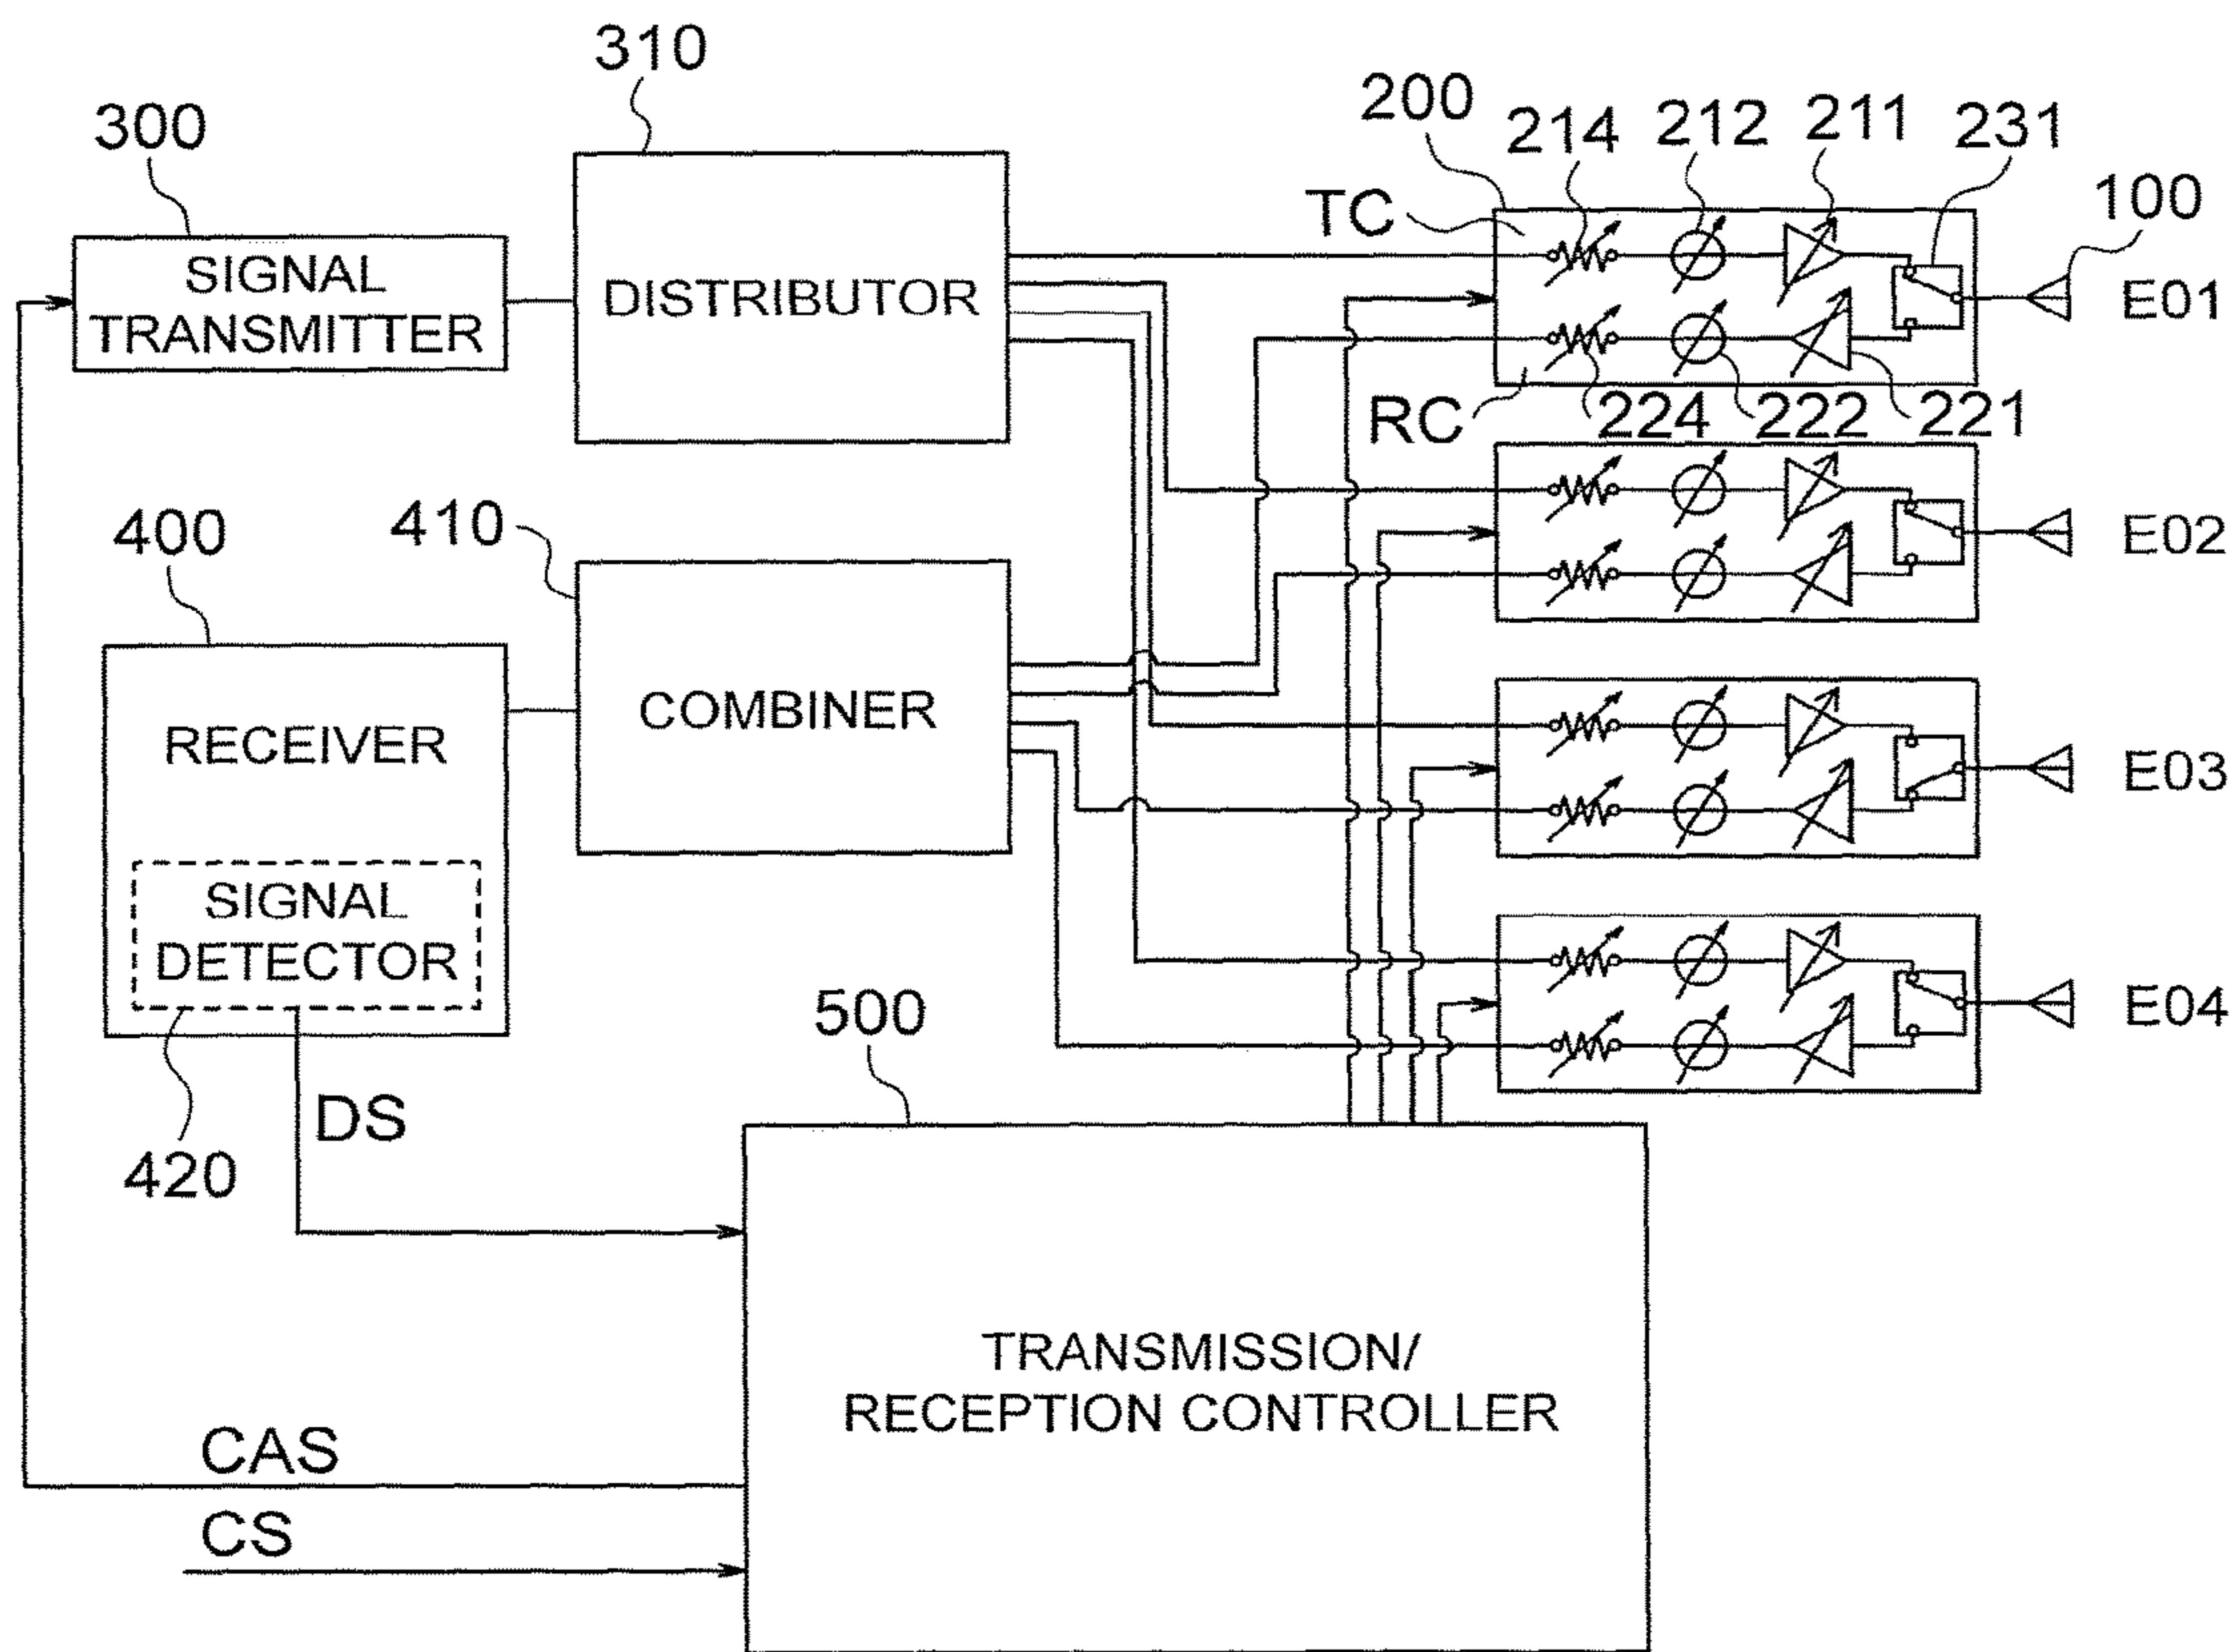 310
300
200
214
212
211
231
100
TC
SIGNAL
TRANSMITTER
DISTRIBUTOR
E01
RC
224
222
221
400
410
E02
RECEIVER
COMBINER
E03
SIGNAL
DETECTOR
500
E04
DS
420
TRANSMISSION/
RECEPTION CONTROLLER
CAS
CS